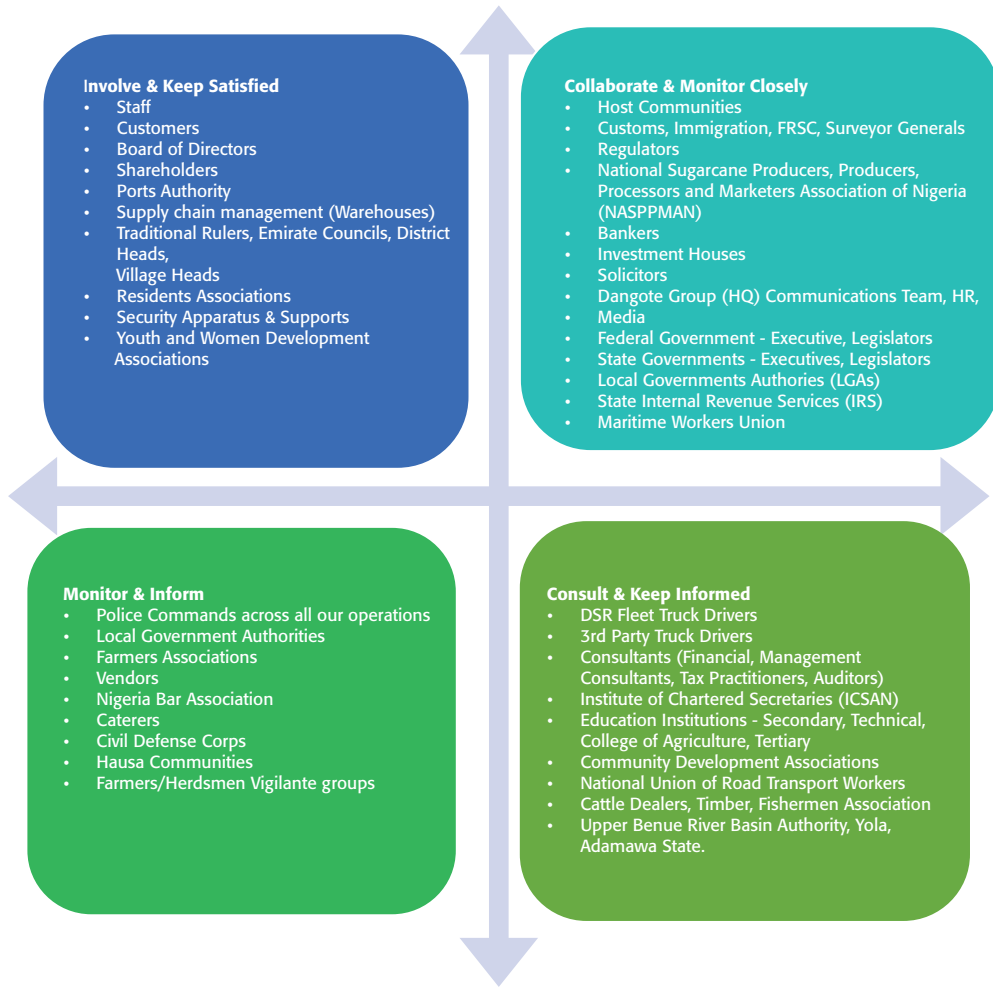 Involve & Keep Satisfied
• Staff
• Customers
• Board of Directors
• Shareholders
• Ports Authority
• Supply chain management (Warehouses)
• Traditional Rulers, Emirate Councils, District
Heads,
Village Heads
• Residents Associations
• Security Apparatus & Supports
• Youth and Women Development
Associations
Collaborate & Monitor Closely
• Host Communities
• Customs, Immigration, FRSC, Surveyor Generals
• Regulators
• National Sugarcane Producers, Producers,
Processors and Marketers Association of Nigeria
(NASPPMAN)
• Bankers
• Investment Houses
• Solicitors
• Dangote Group (HQ) Communications Team, HR,
• Media
• Federal Government - Executive, Legislators
• State Governments - Executives, Legislators
• Local Governments Authories (LGAs)
• State Internal Revenue Services (IRS)
• Maritime Workers Union
Monitor & Inform
• Police Commands across all our operations
• Local Government Authorities
• Farmers Associations
• Vendors
• Nigeria Bar Association
• Caterers
• Civil Defense Corps
• Hausa Communities
• Farmers/Herdsmen Vigilante groups
Consult & Keep Informed
• DSR Fleet Truck Drivers
• 3rd Party Truck Drivers
• Consultants (Financial, Management
Consultants, Tax Practitioners, Auditors)
• Institute of Chartered Secretaries (ICSAN)
• Education Institutions - Secondary, Technical,
College of Agriculture, Tertiary
• Community Development Associations
• National Union of Road Transport Workers
• Cattle Dealers, Timber, Fishermen Association
• Upper Benue River Basin Authority, Yola,
Adamawa State.